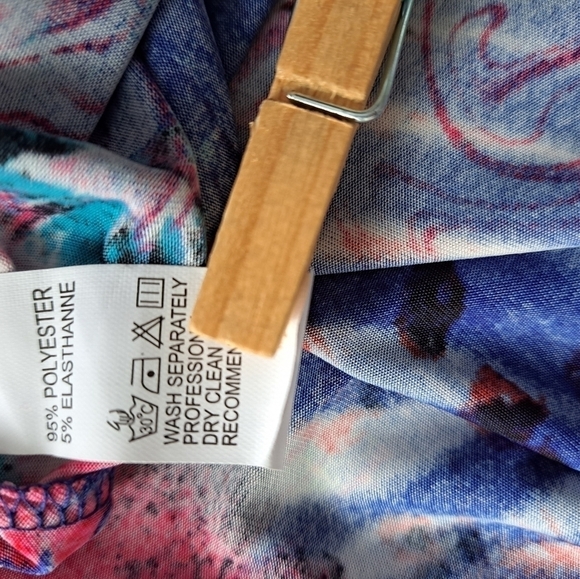 95% POLYESTER
5% ELASTHANNE
30°C
WASH SEPARATELY
PROFESSION
DRY CLEAN
RECOMMEN